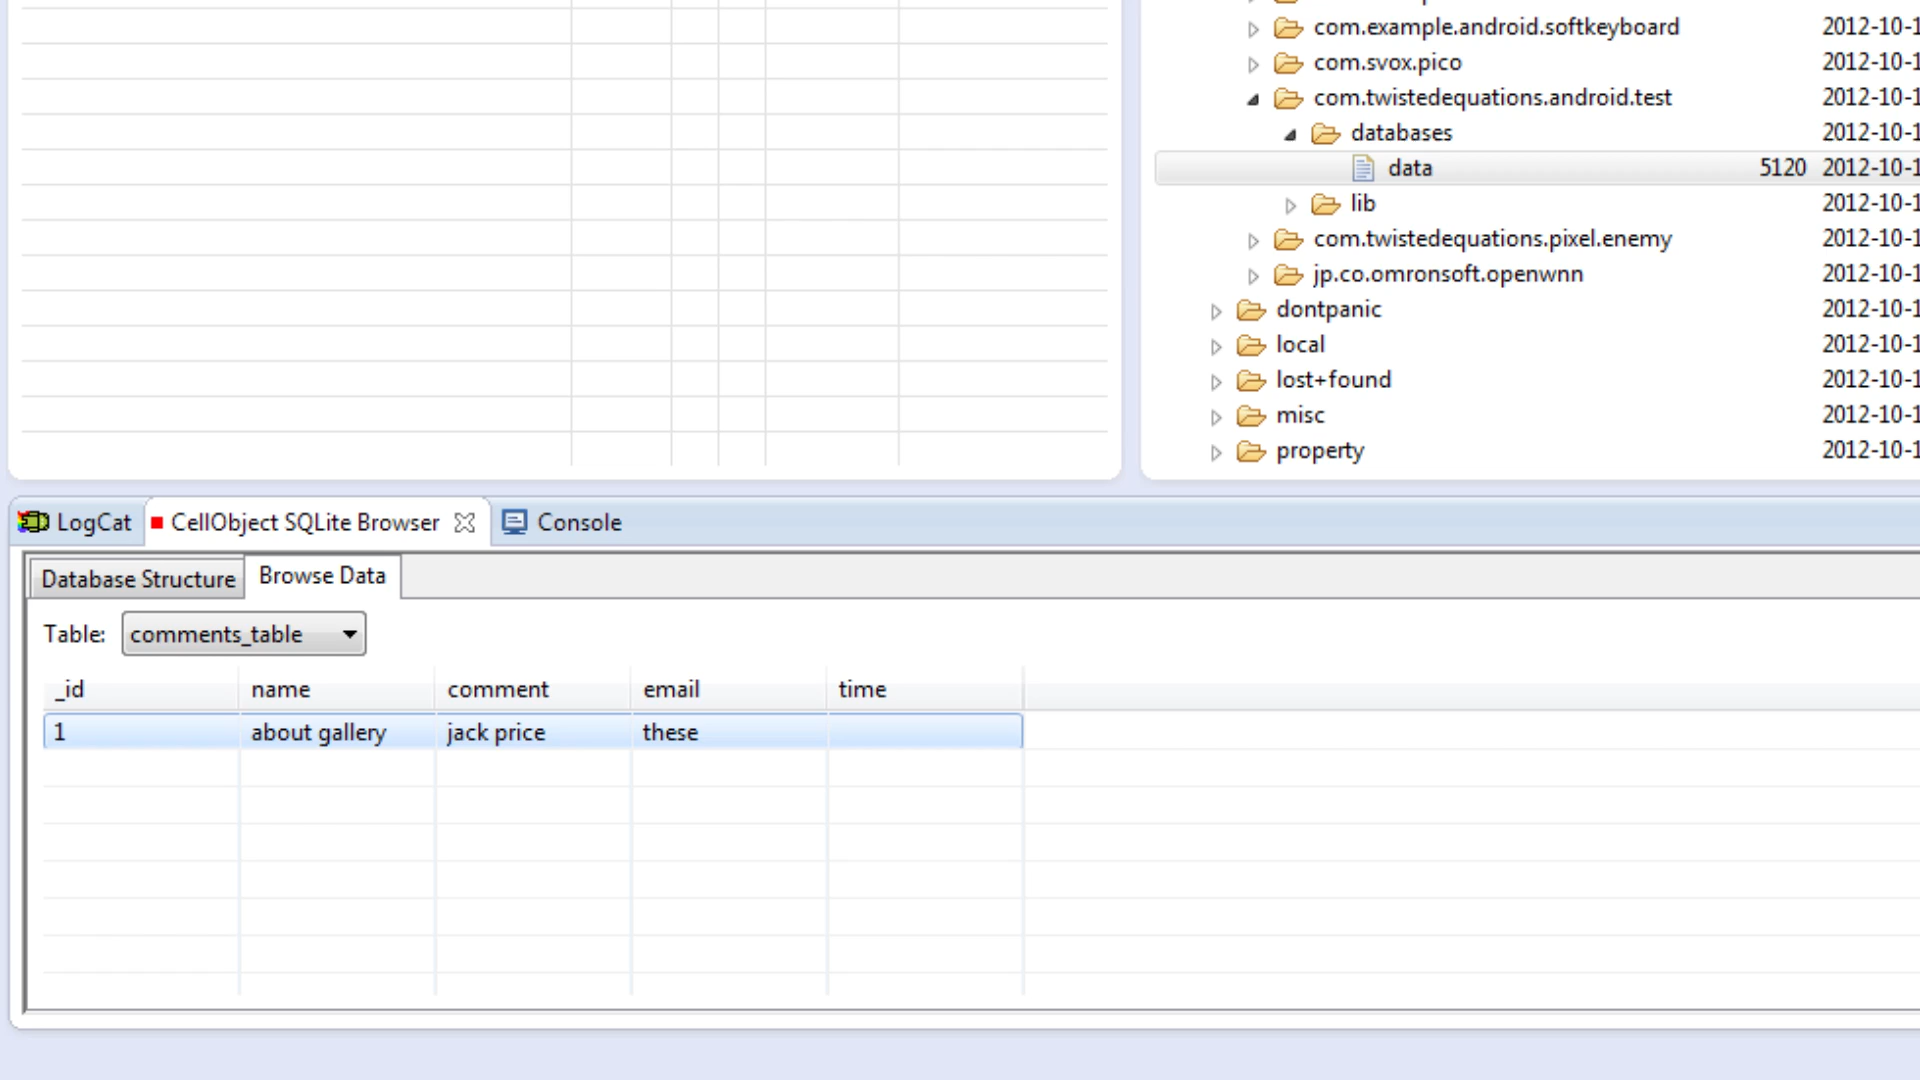 com.example.android.softkeyboard 2012-10-1
com.svox.pico 2012-10-1
com.twistedequations.android.test 2012-10-1
databases 2012-10-1
data 5120 2012-10-1
lib 2012-10-1
com.twistedequations.pixel.enemy 2012-10-1
jp.co.omronsoft.openwnn 2012-10-1
dontpanic 2012-10-1
local 2012-10-1
lost+found 2012-10-1
misc 2012-10-1
property 2012-10-1
LogCat CellObject SQLite Browser Console
Database Structure Browse Data
Table: comments_table
_id name comment email time
1 about gallery jack price these